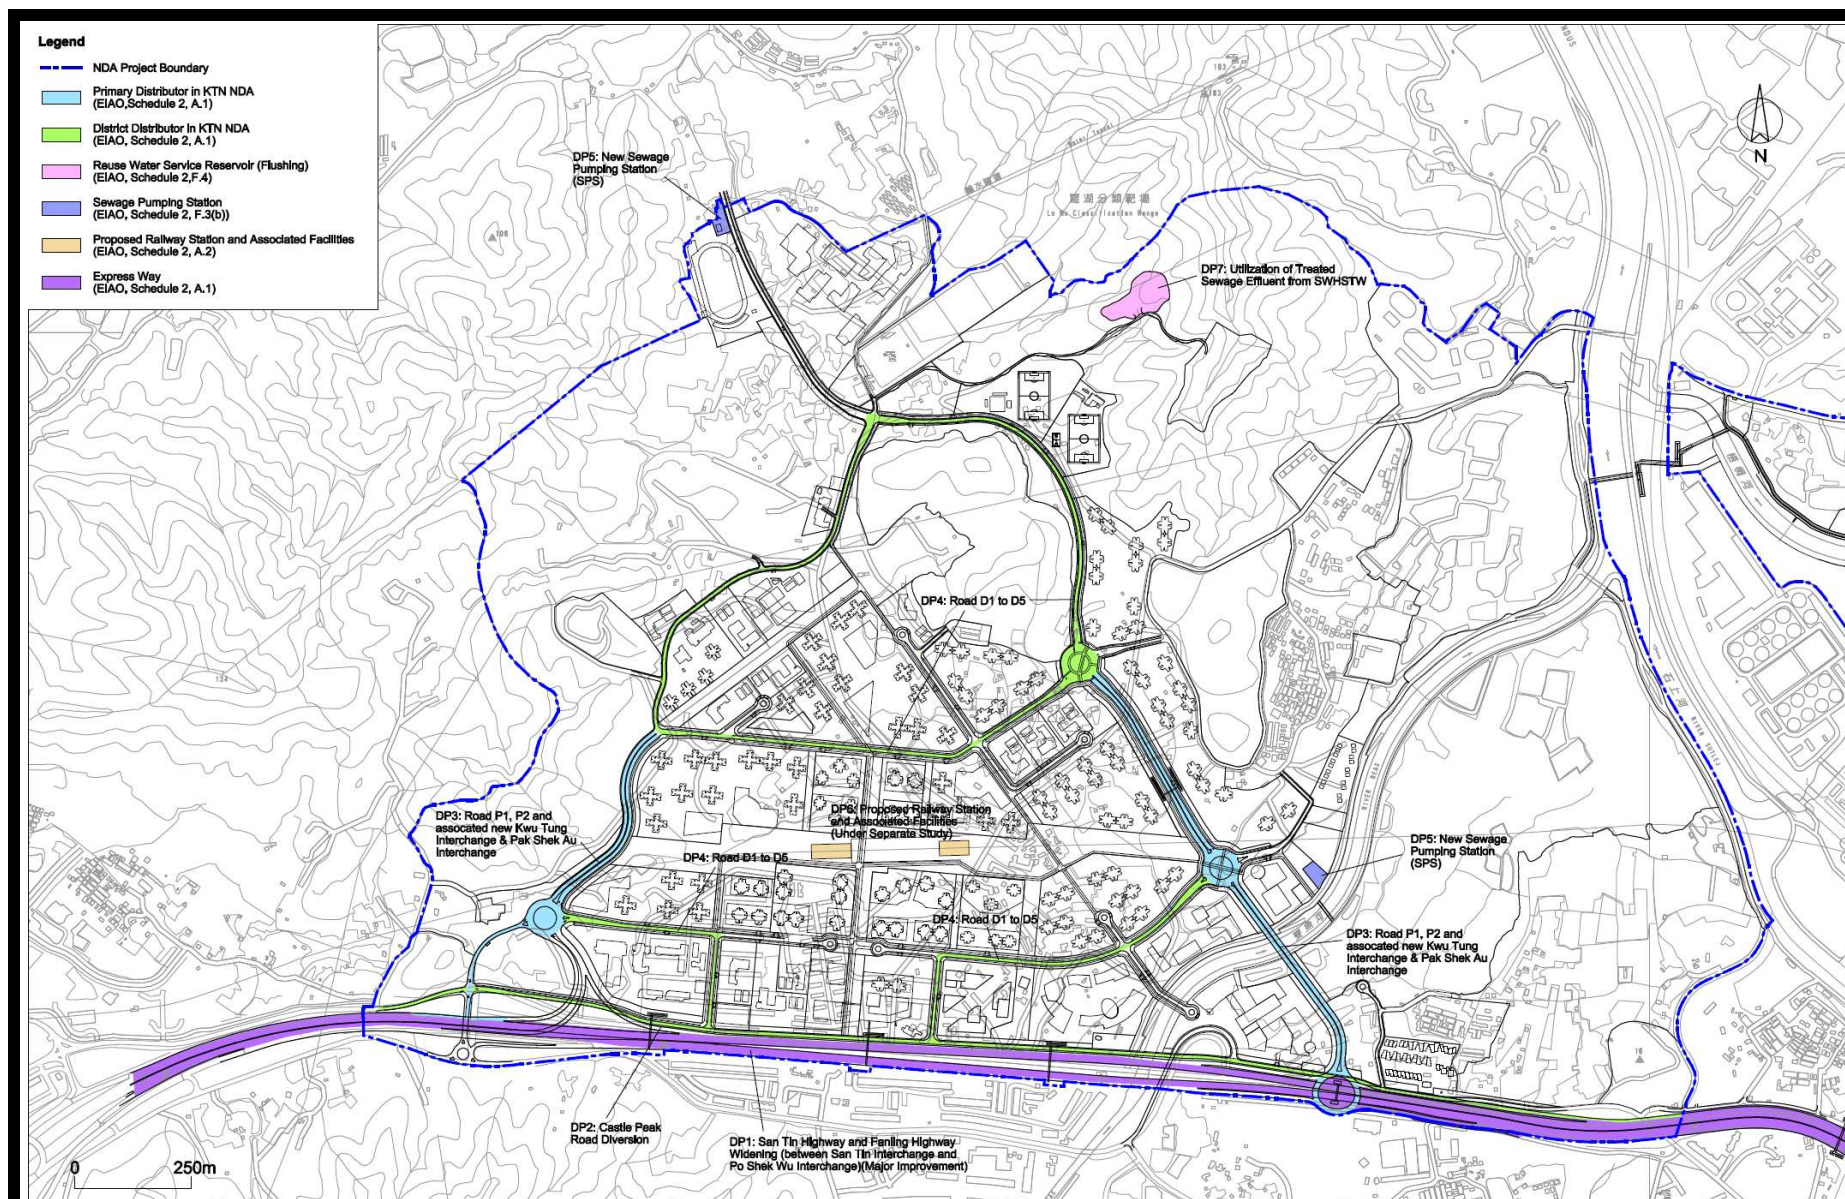 Legend
NDA Project Boundary
Primary Distributor in KTN NDA
(EIAO,Schedule 2, A.1)
District Distributor in KTN NDA
(EIAO, Schedule 2, A.1)
Reuse Water Service Reservoir (Flushing)
(EIAO, Schedule 2,F.4)
Sewage Pumping Station
(EIAO, Schedule 2, F.3(b))
Proposed Railway Station and Associated Facilities
(EIAO, Schedule 2, A.2)
Express Way
(EIAO, Schedule 2, A.1)
N
103
DP5: New Sewage
Pumping Station
(SPS)
Lo Wu Classification Range
DP7: Utilization of Treated
Sewage Effluent from SWHSTW
DP4: Road D1 to D5
134
DP3: Road P1, P2 and
assocated new Kwu Tung
Interchange & Pak Shek Au
Interchange
DP6: Proposed Railway Station
and Associated Facilities
(Under Separate Study)
DP4: Road D1 to D5
DP5: New Sewage
Pumping Station
(SPS)
DP4: Road D1 to D5
DP3: Road P1, P2 and
assocated new Kwu Tung
Interchange & Pak Shek Au
Interchange
DP2: Castle Peak
Road Diversion
DP1: San Tin Highway and Fanling Highway
Widening (between San Tin Interchange and
Po Shek Wu Interchange)(Major Improvement)
0 250m